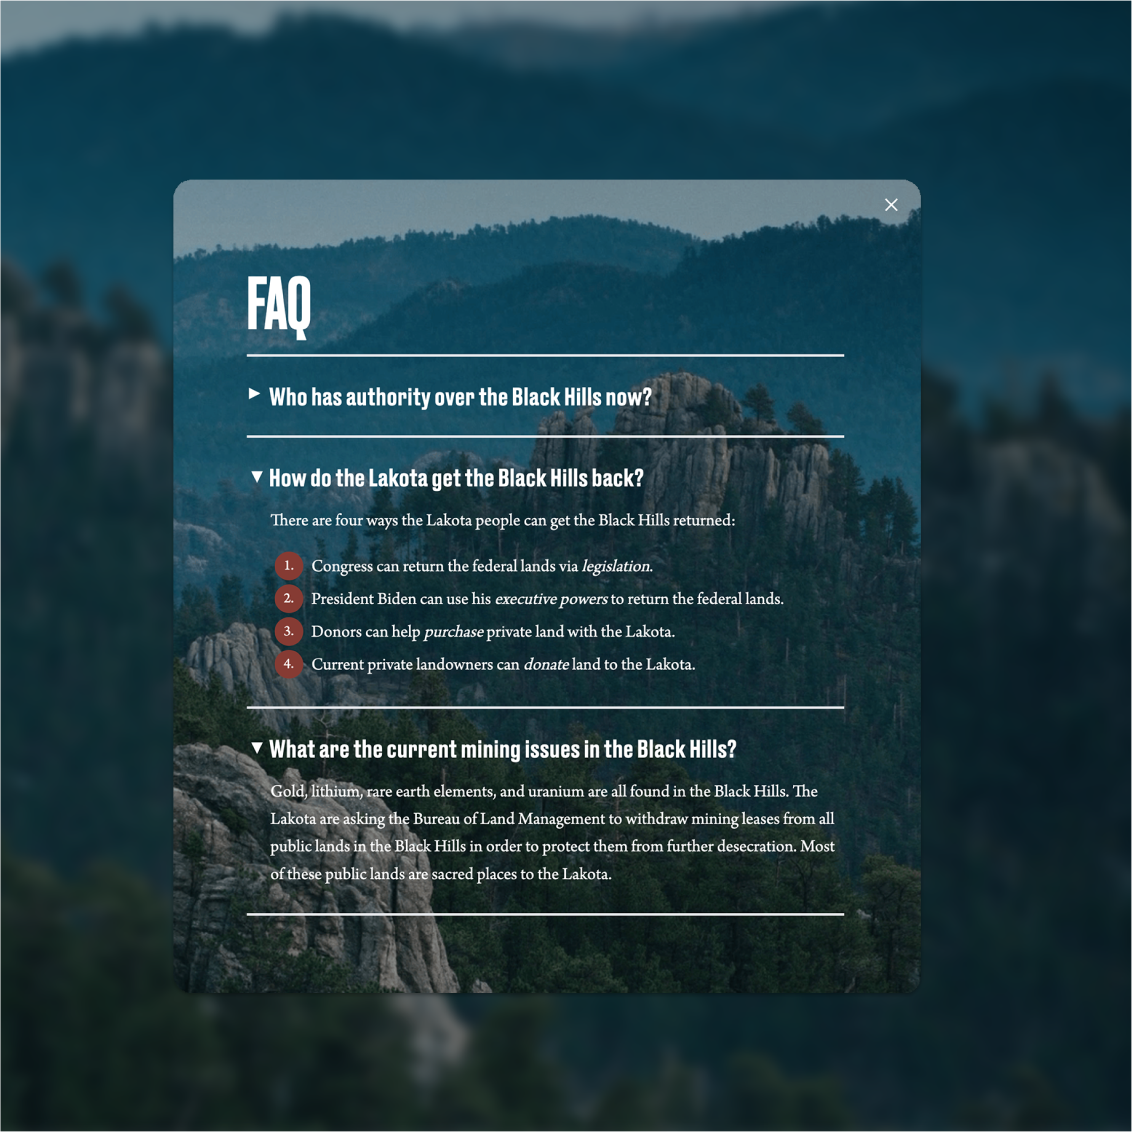 FAQ
Who has authority over the Black Hills now?
How do the Lakota get the Black Hills back?
There are four ways the Lakota people can get the Black Hills returned:
1. Congress can return the federal lands via legislation.
2. President Biden can use his executive powers to return the federal lands.
3. Donors can help purchase private land with the Lakota.
4. Current private landowners can donate land to the Lakota.
What are the current mining issues in the Black Hills?
Gold, lithium, rare earth elements, and uranium are all found in the Black Hills. The
Lakota are asking the Bureau of Land Management to withdraw mining leases from all
public lands in the Black Hills in order to protect them from further desecration. Most
of these public lands are sacred places to the Lakota.